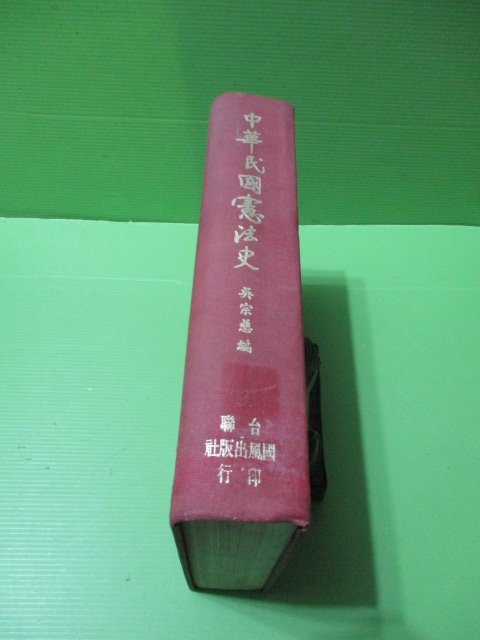 中華民國憲法史
吳宗慈編
台聯
國風出版社
印行